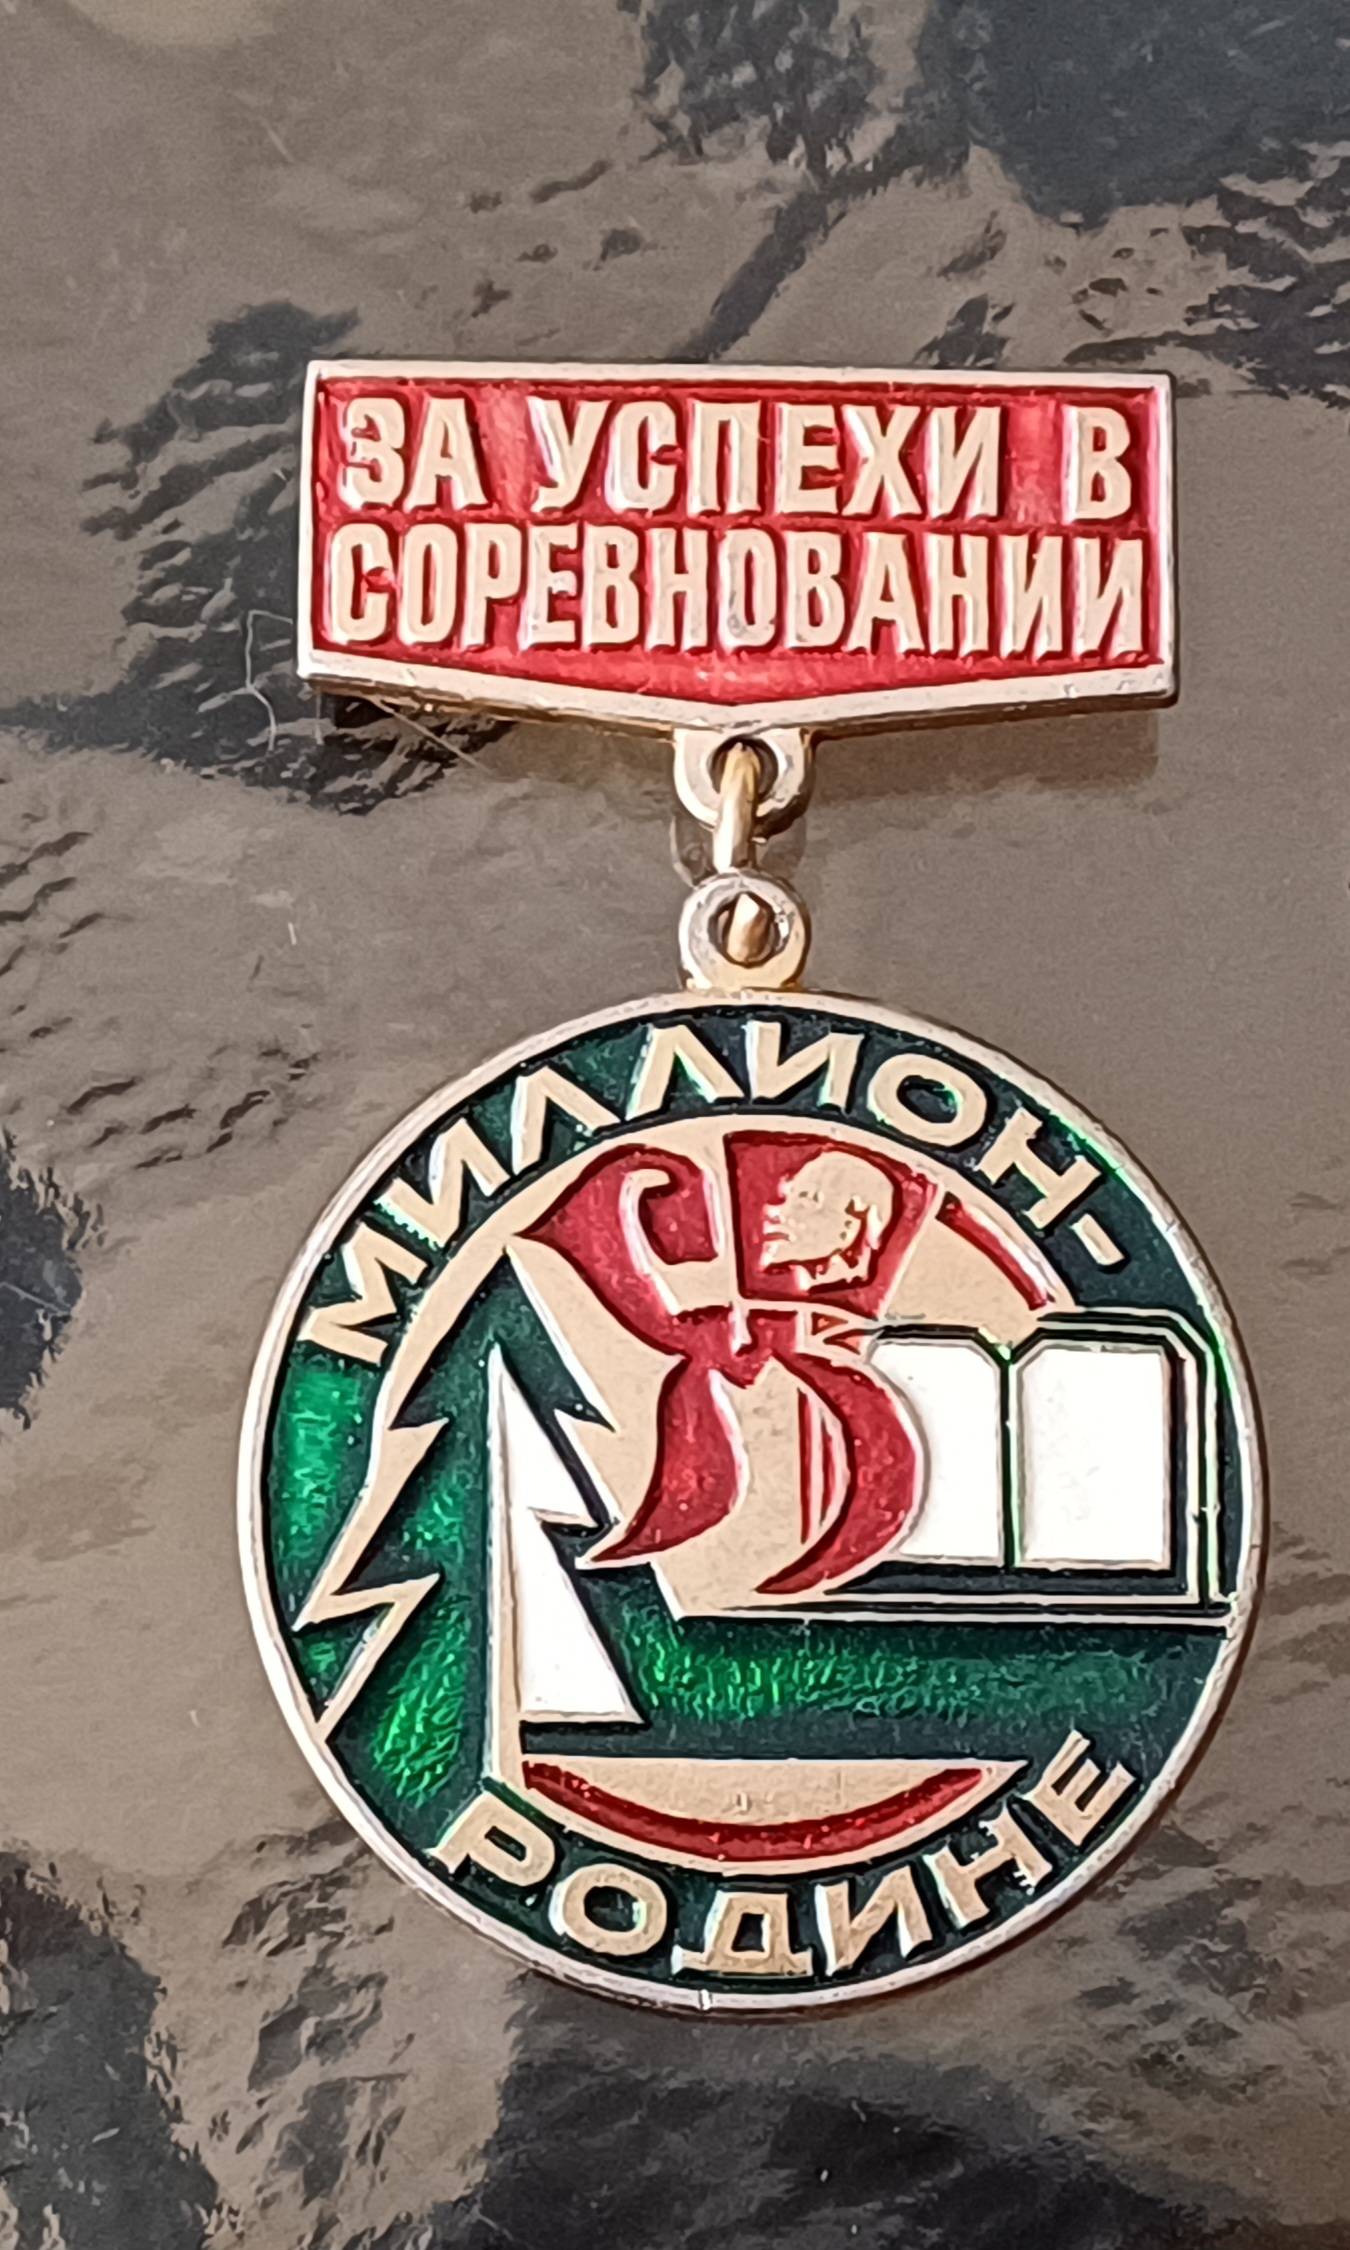 ЗА УСПЕХИ В
СОРЕВНОВАНИИ
МИЛЛИОН-
РОДИНЕ